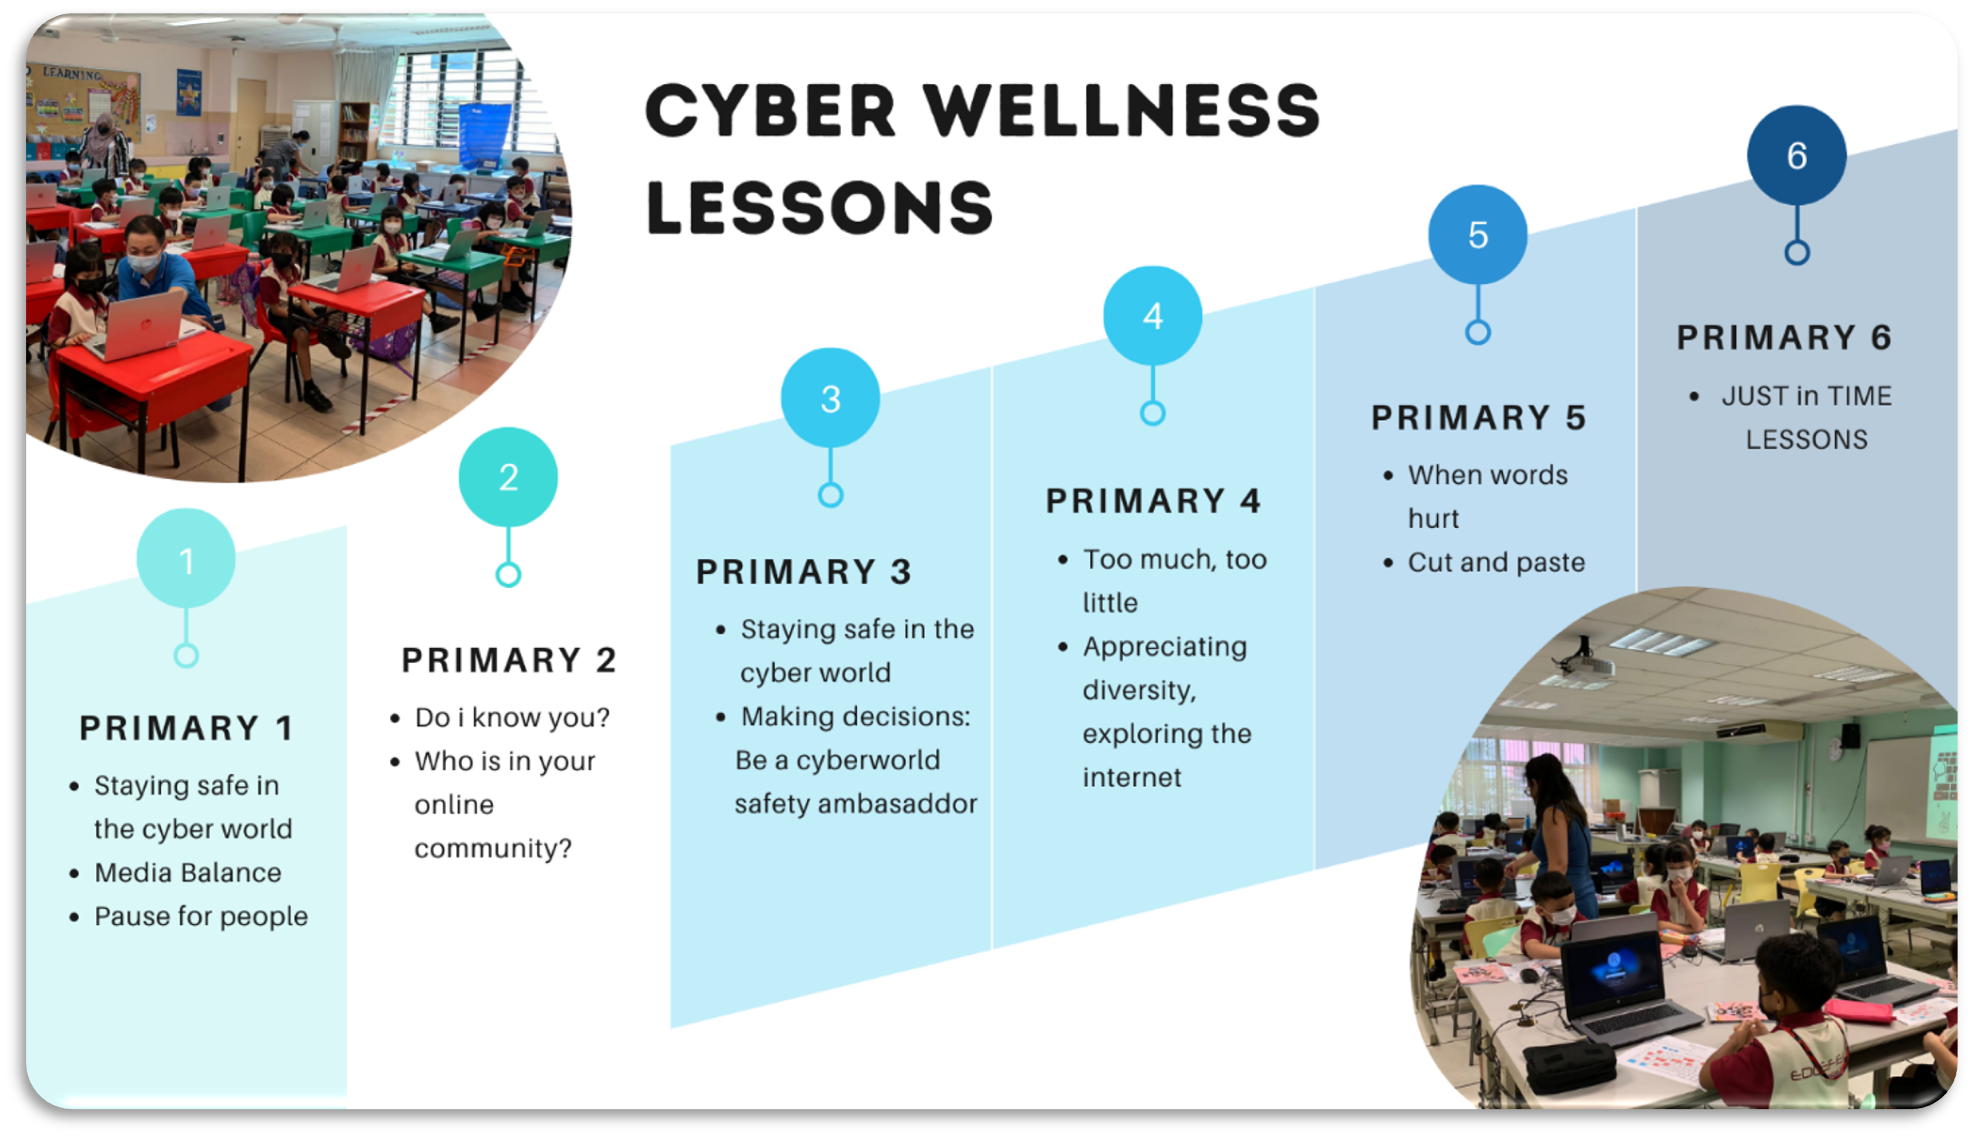 LEARNING
CYBER WELLNESS
LESSONS
1
PRIMARY 1
• Staying safe in
the cyber world
• Media Balance
• Pause for people
2
PRIMARY 2
• Do i know you?
• Who is in your
online
community?
3
PRIMARY 3
• Staying safe in the
cyber world
• Making decisions:
Be a cyberworld
safety ambasaddor
4
PRIMARY 4
• Too much, too
little
• Appreciating
diversity,
exploring the
internet
5
PRIMARY 5
• When words
hurt
• Cut and paste
6
PRIMARY 6
• JUST in TIME
LESSONS